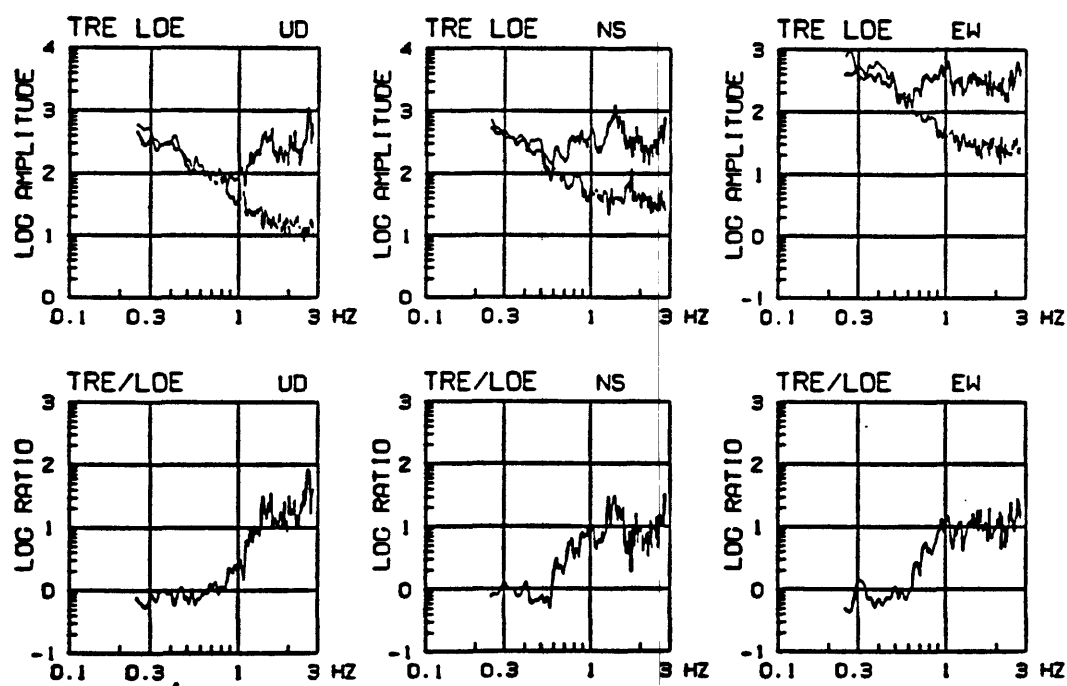 TRE LOE UD
4
3
2
1
0
LOG AMPLITUDE
0.1 0.3 1 3 HZ
TRE LOE NS
4
3
2
1
0
LOG AMPLITUDE
0.1 0.3 1 3 HZ
TRE LOE EW
3
2
1
0
-1
LOG AMPLITUDE
0.1 0.3 1 3 HZ
TRE/LOE UD
3
2
1
0
-1
LOG RATIO
0.1 0.3 1 3 HZ
TRE/LOE NS
3
2
1
0
-1
LOG RATIO
0.1 0.3 1 3 HZ
TRE/LOE EW
3
2
1
0
-1
LOG RATIO
0.1 0.3 1 3 HZ